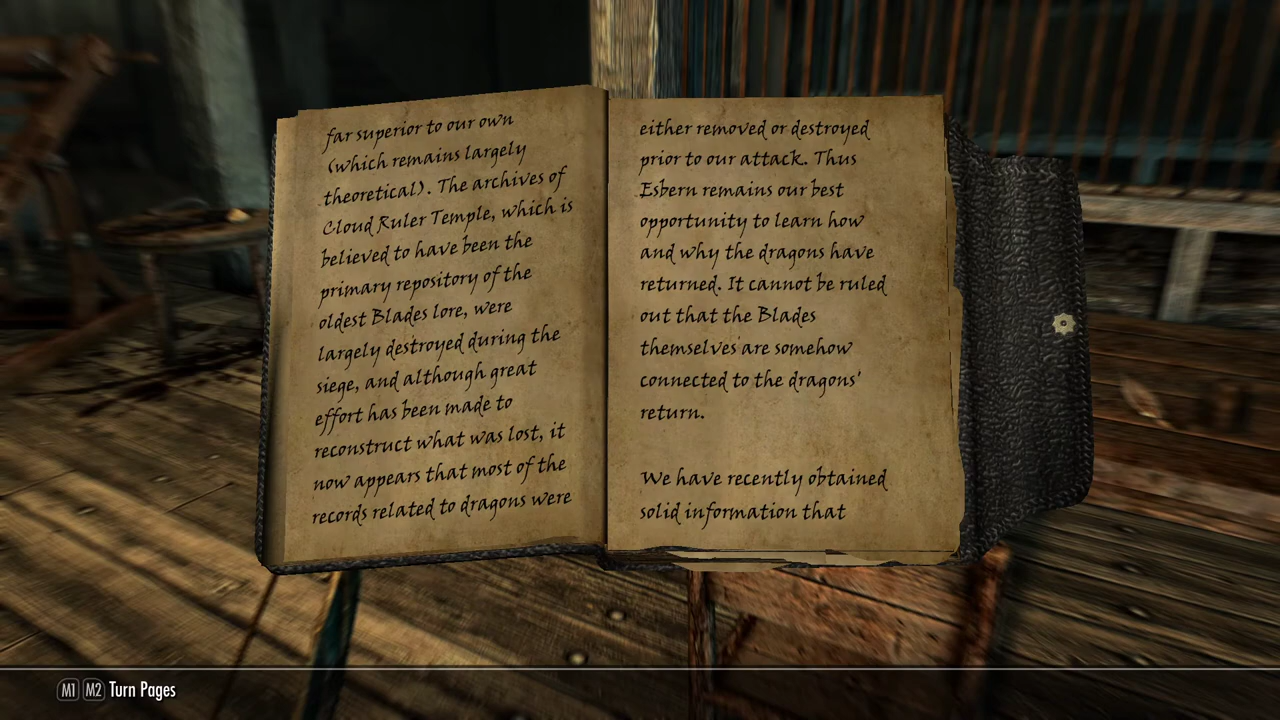 far superior to our own
(which remains largely
theoretical). The archives of
Cloud Ruler Temple, which is
believed to have been the
primary repository of the
oldest Blades lore, were
largely destroyed during the
siege, and although great
effort has been made to
reconstruct what was lost, it
now appears that most of the
records related to dragons were
either removed or destroyed
prior to our attack. Thus
Esbern remains our best
opportunity to learn how
and why the dragons have
returned. It cannot be ruled
out that the Blades
themselves are somehow
connected to the dragons'
return.
We have recently obtained
solid information that
M1 M2 Turn Pages